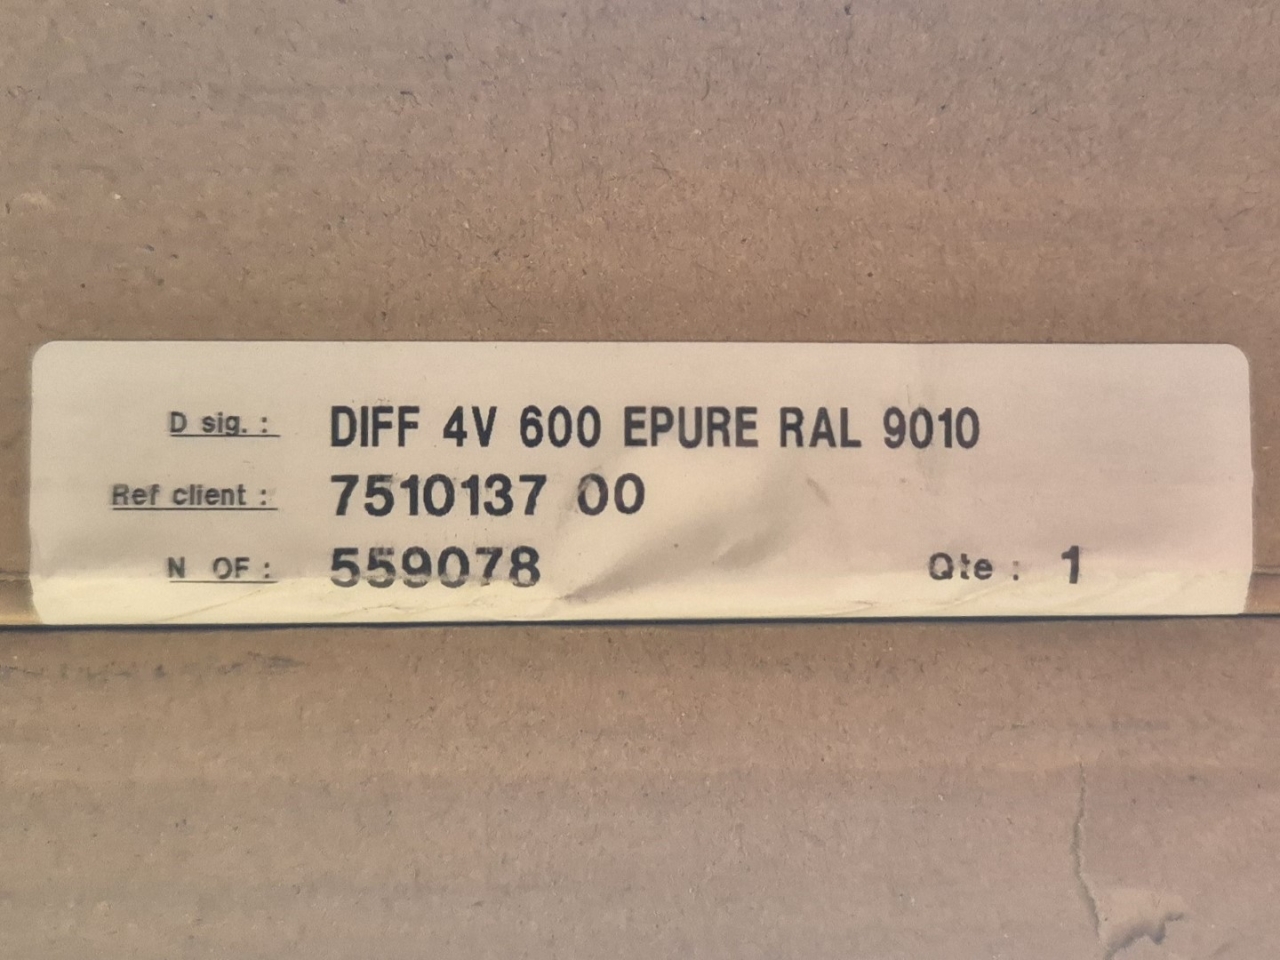 D sig. : DIFF 4V 600 EPURE RAL 9010
Ref client : 7510137 00
N OF : 559078 Qte : 1